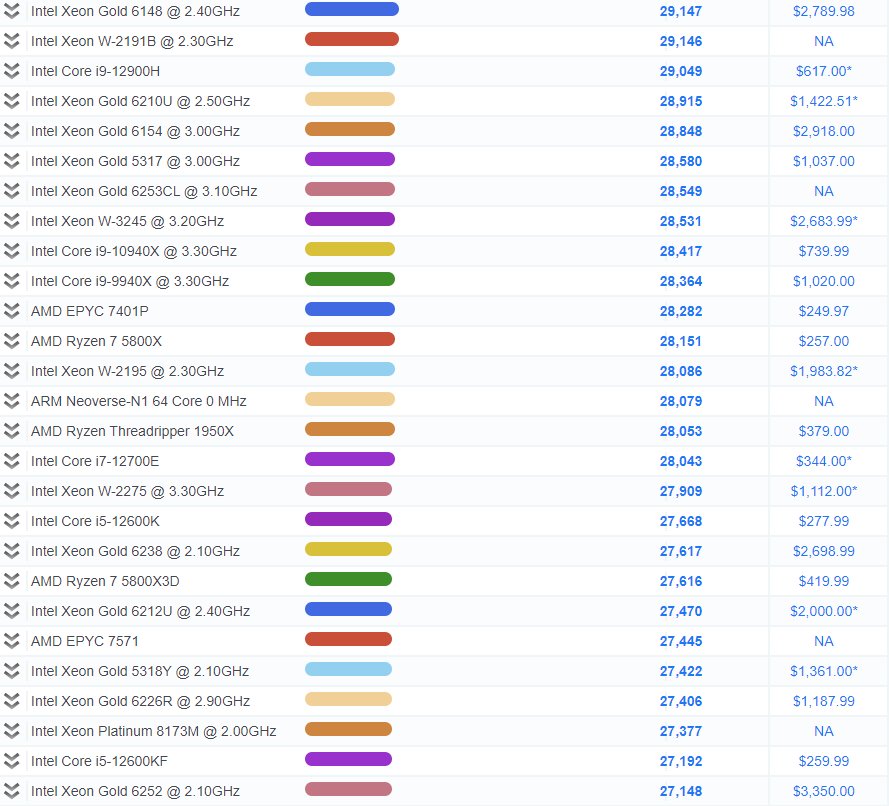 Intel Xeon Gold 6148 @ 2.40GHz 29,147 $2,789.98
Intel Xeon W-2191B @ 2.30GHz 29,146 NA
Intel Core i9-12900H 29,049 $617.00*
Intel Xeon Gold 6210U @ 2.50GHz 28,915 $1,422.51*
Intel Xeon Gold 6154 @ 3.00GHz 28,848 $2,918.00
Intel Xeon Gold 5317 @ 3.00GHz 28,580 $1,037.00
Intel Xeon Gold 6253CL @ 3.10GHz 28,549 NA
Intel Xeon W-3245 @ 3.20GHz 28,531 $2,683.99*
Intel Core i9-10940X @ 3.30GHz 28,417 $739.99
Intel Core i9-9940X @ 3.30GHz 28,364 $1,020.00
AMD EPYC 7401P 28,282 $249.97
AMD Ryzen 7 5800X 28,151 $257.00
Intel Xeon W-2195 @ 2.30GHz 28,086 $1,983.82*
ARM Neoverse-N1 64 Core 0 MHz 28,079 NA
AMD Ryzen Threadripper 1950X 28,053 $379.00
Intel Core i7-12700E 28,043 $344.00*
Intel Xeon W-2275 @ 3.30GHz 27,909 $1,112.00*
Intel Core i5-12600K 27,668 $277.99
Intel Xeon Gold 6238 @ 2.10GHz 27,617 $2,698.99
AMD Ryzen 7 5800X3D 27,616 $419.99
Intel Xeon Gold 6212U @ 2.40GHz 27,470 $2,000.00*
AMD EPYC 7571 27,445 NA
Intel Xeon Gold 5318Y @ 2.10GHz 27,422 $1,361.00*
Intel Xeon Gold 6226R @ 2.90GHz 27,406 $1,187.99
Intel Xeon Platinum 8173M @ 2.00GHz 27,377 NA
Intel Core i5-12600KF 27,192 $259.99
Intel Xeon Gold 6252 @ 2.10GHz 27,148 $3,350.00